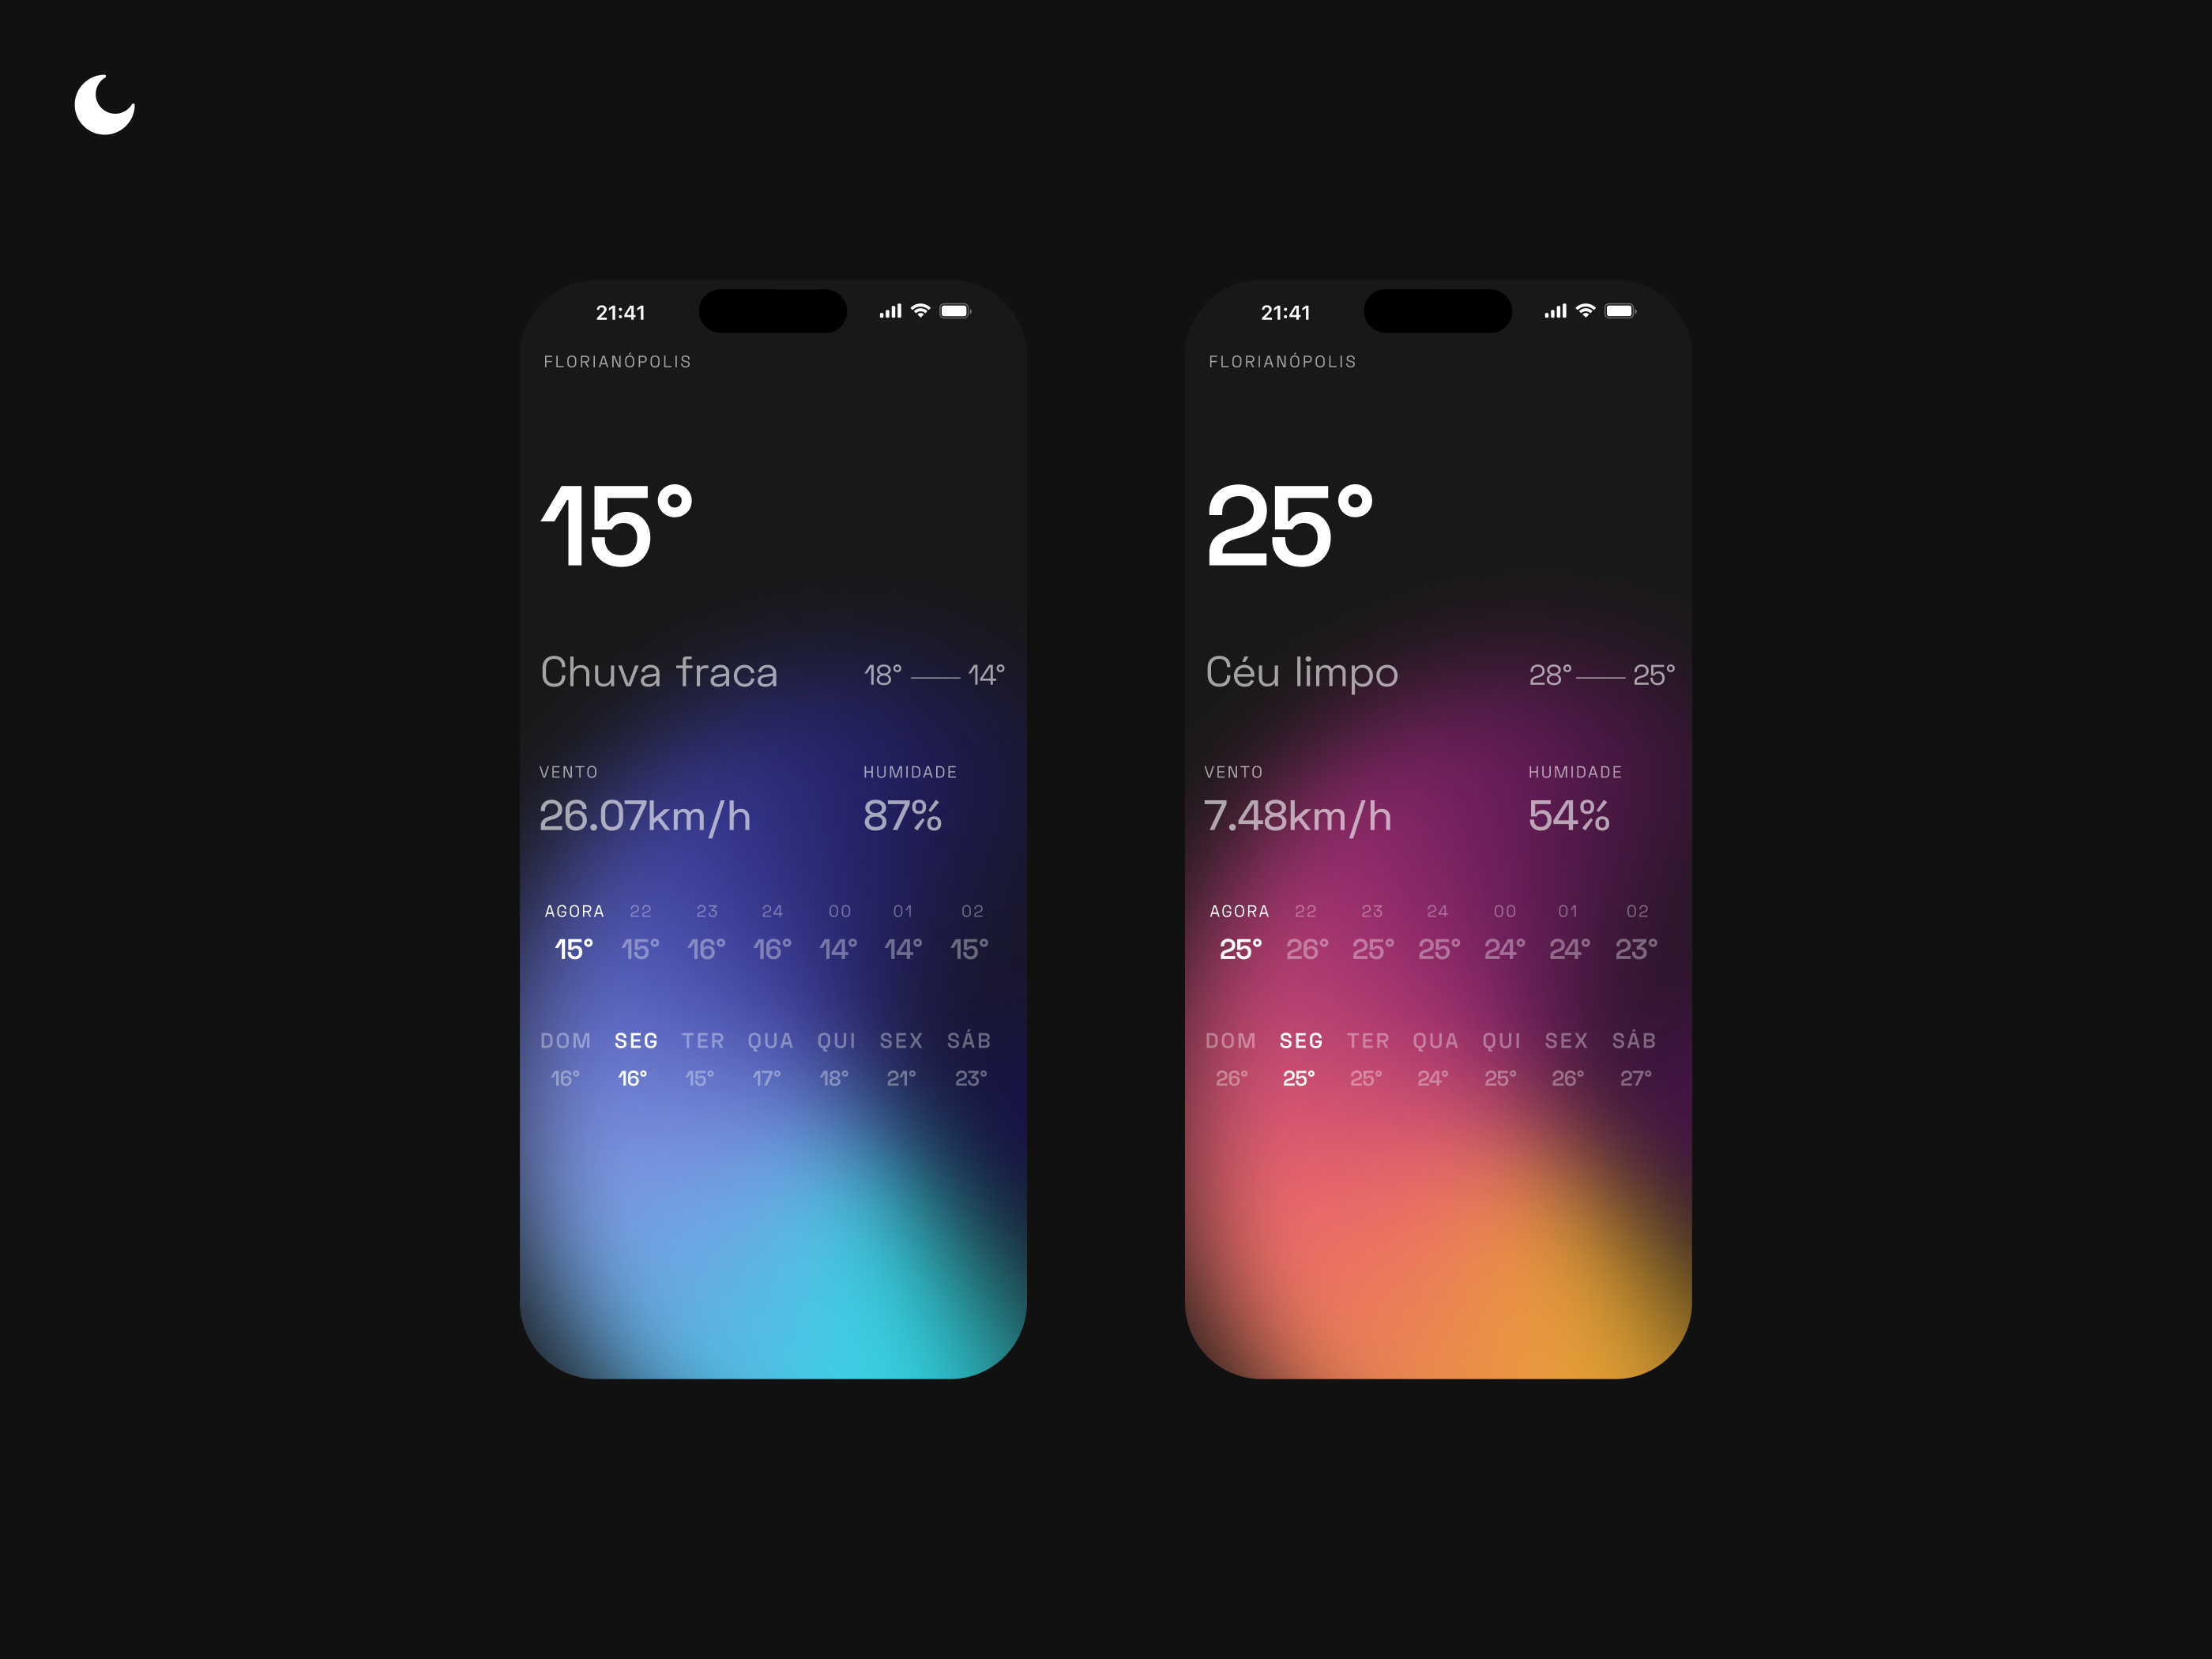 21:41
FLORIANÓPOLIS
15°
Chuva fraca 18° 14°
VENTO HUMIDADE
26.07km/h 87%
AGORA 22 23 24 00 01 02
15° 15° 16° 16° 14° 14° 15°
DOM SEG TER QUA QUI SEX SÁB
16° 16° 15° 17° 18° 21° 23°
21:41
FLORIANÓPOLIS
25°
Céu limpo 28° 25°
VENTO HUMIDADE
7.48km/h 54%
AGORA 22 23 24 00 01 02
25° 26° 25° 25° 24° 24° 23°
DOM SEG TER QUA QUI SEX SÁB
26° 25° 25° 24° 25° 26° 27°